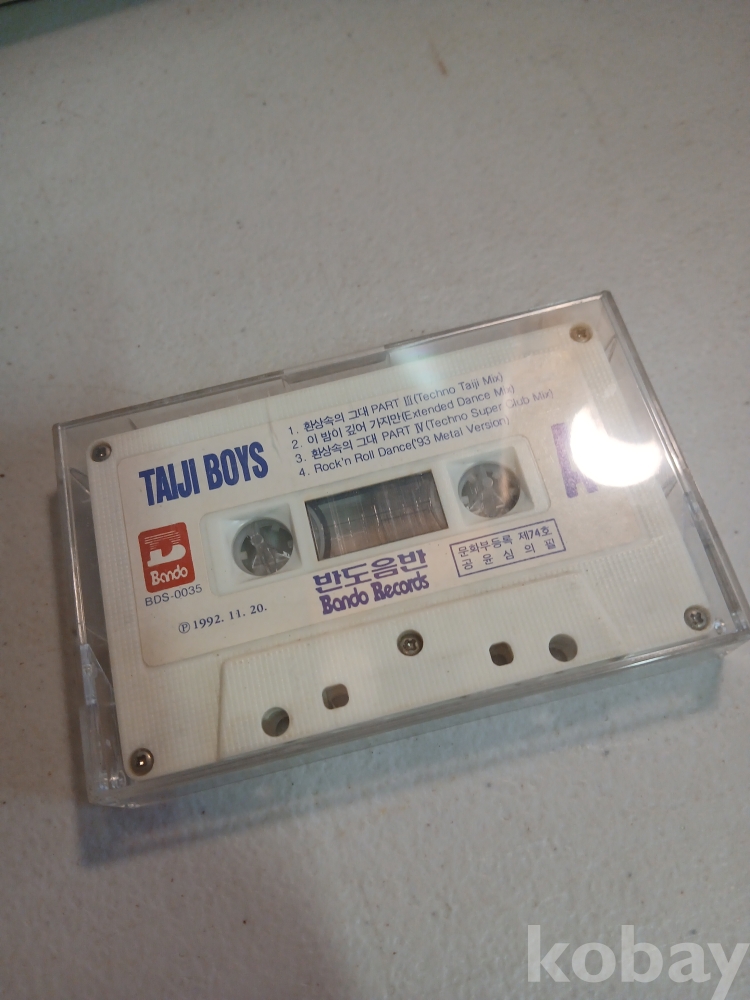 TAIJI BOYS
1. 환상속의 그대 PART Ⅲ(Techno Taiji Mix)
2. 이 밤이 깊어 가지만(Extended Dance Mix)
3. 환상속의 그대 PART Ⅳ(Techno Super Club Mix)
4. Rock'n Roll Dance('93 Metal Version)
Bando
BDS-0035
ⓟ1992. 11. 20.
반도음반
Bando Records
문화부등록 제74호
공 윤 심 의 필
kobay